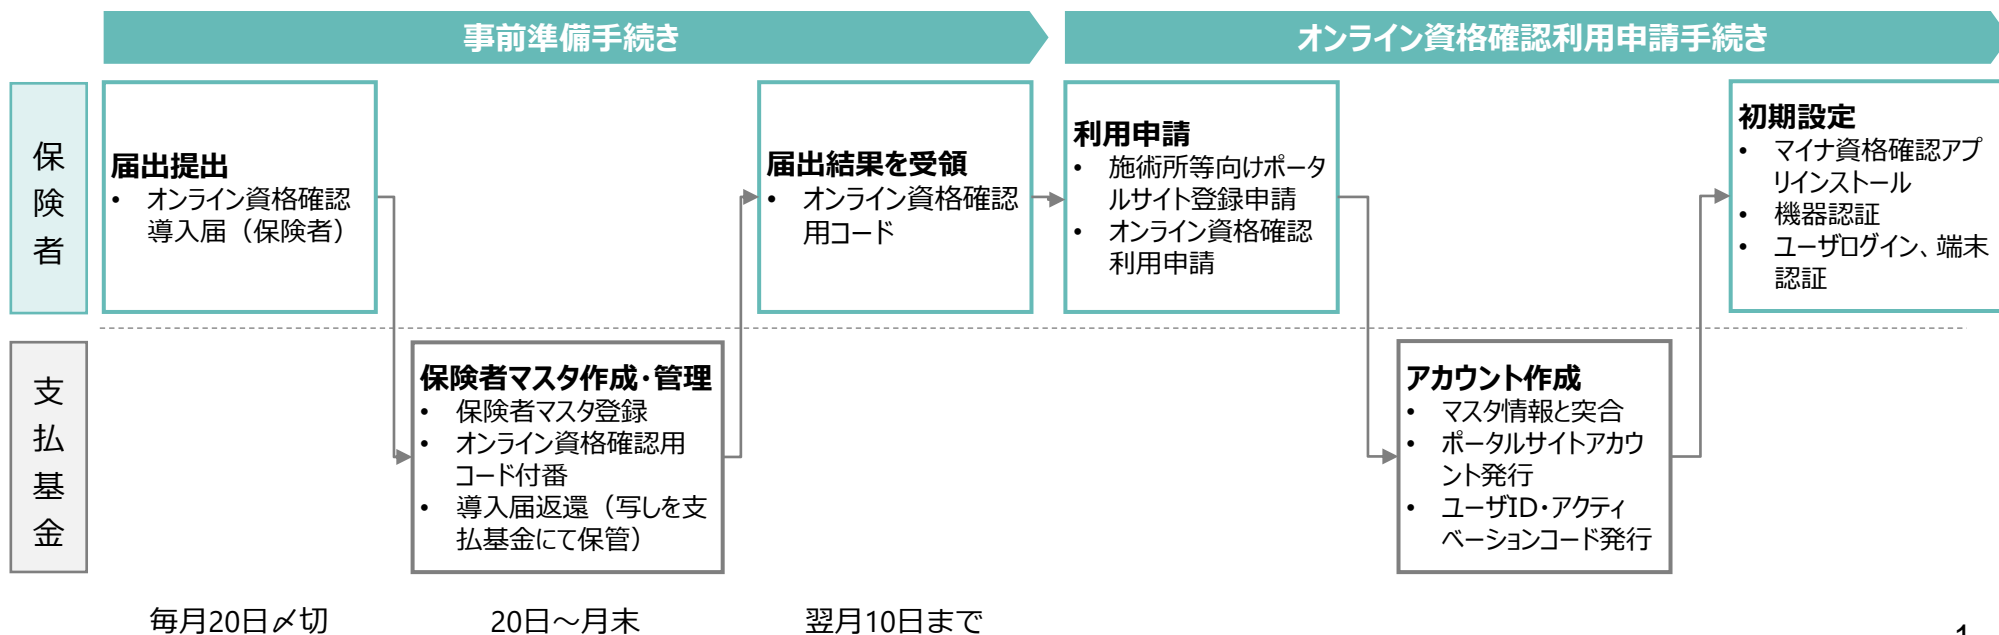 事前準備手続き
オンライン資格確認利用申請手続き
保険者
届出提出
• オンライン資格確認
導入届（保険者）
届出結果を受領
• オンライン資格確認
用コード
利用申請
• 施術所等向けポータ
ルサイト登録申請
• オンライン資格確認
利用申請
初期設定
• マイナ資格確認アプ
リインストール
• 機器認証
• ユーザログイン、端末
認証
支払基金
保険者マスタ作成・管理
• 保険者マスタ登録
• オンライン資格確認用
コード付番
• 導入届返還（写しを支
払基金にて保管）
アカウント作成
• マスタ情報と突合
• ポータルサイトアカウ
ント発行
• ユーザID・アクティ
ベーションコード発行
毎月20日〆切
20日～月末
翌月10日まで
1